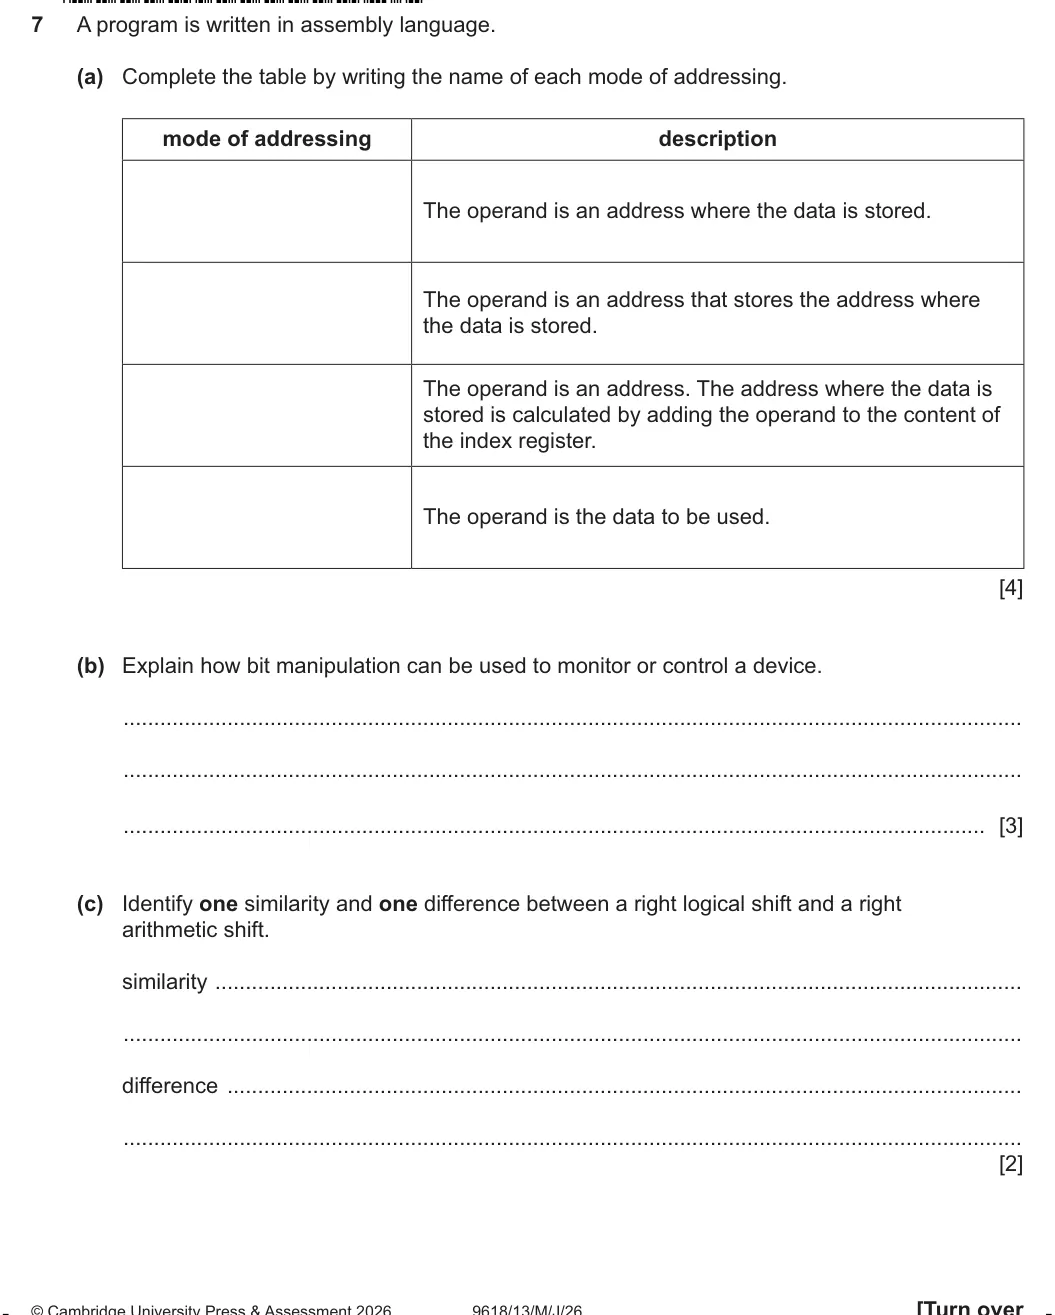 7 A program is written in assembly language.
(a) Complete the table by writing the name of each mode of addressing.
mode of addressing description
The operand is an address where the data is stored.
The operand is an address that stores the address where
the data is stored.
The operand is an address. The address where the data is
stored is calculated by adding the operand to the content of
the index register.
The operand is the data to be used.
[4]
(b) Explain how bit manipulation can be used to monitor or control a device.
[3]
(c) Identify one similarity and one difference between a right logical shift and a right
arithmetic shift.
similarity
difference
[2]
© Cambridge University Press & Assessment 2026 9618/13/M/J/26 [Turn over